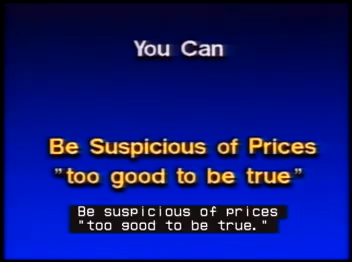 You Can
Be Suspicious of Prices
"too good to be true"
Be suspicious of prices
"too good to be true."